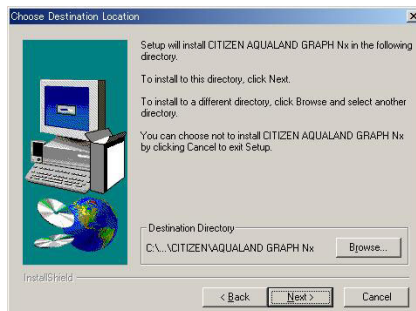 Choose Destination Location
Setup will install CITIZEN AQUALAND GRAPH Nx in the following
directory.
To install to this directory, click Next.
To install to a different directory, click Browse and select another
directory.
You can choose not to install CITIZEN AQUALAND GRAPH Nx
by clicking Cancel to exit Setup.
Destination Directory
C:\...\CITIZEN\AQUALAND GRAPH Nx
Browse...
InstallShield
< Back
Next >
Cancel